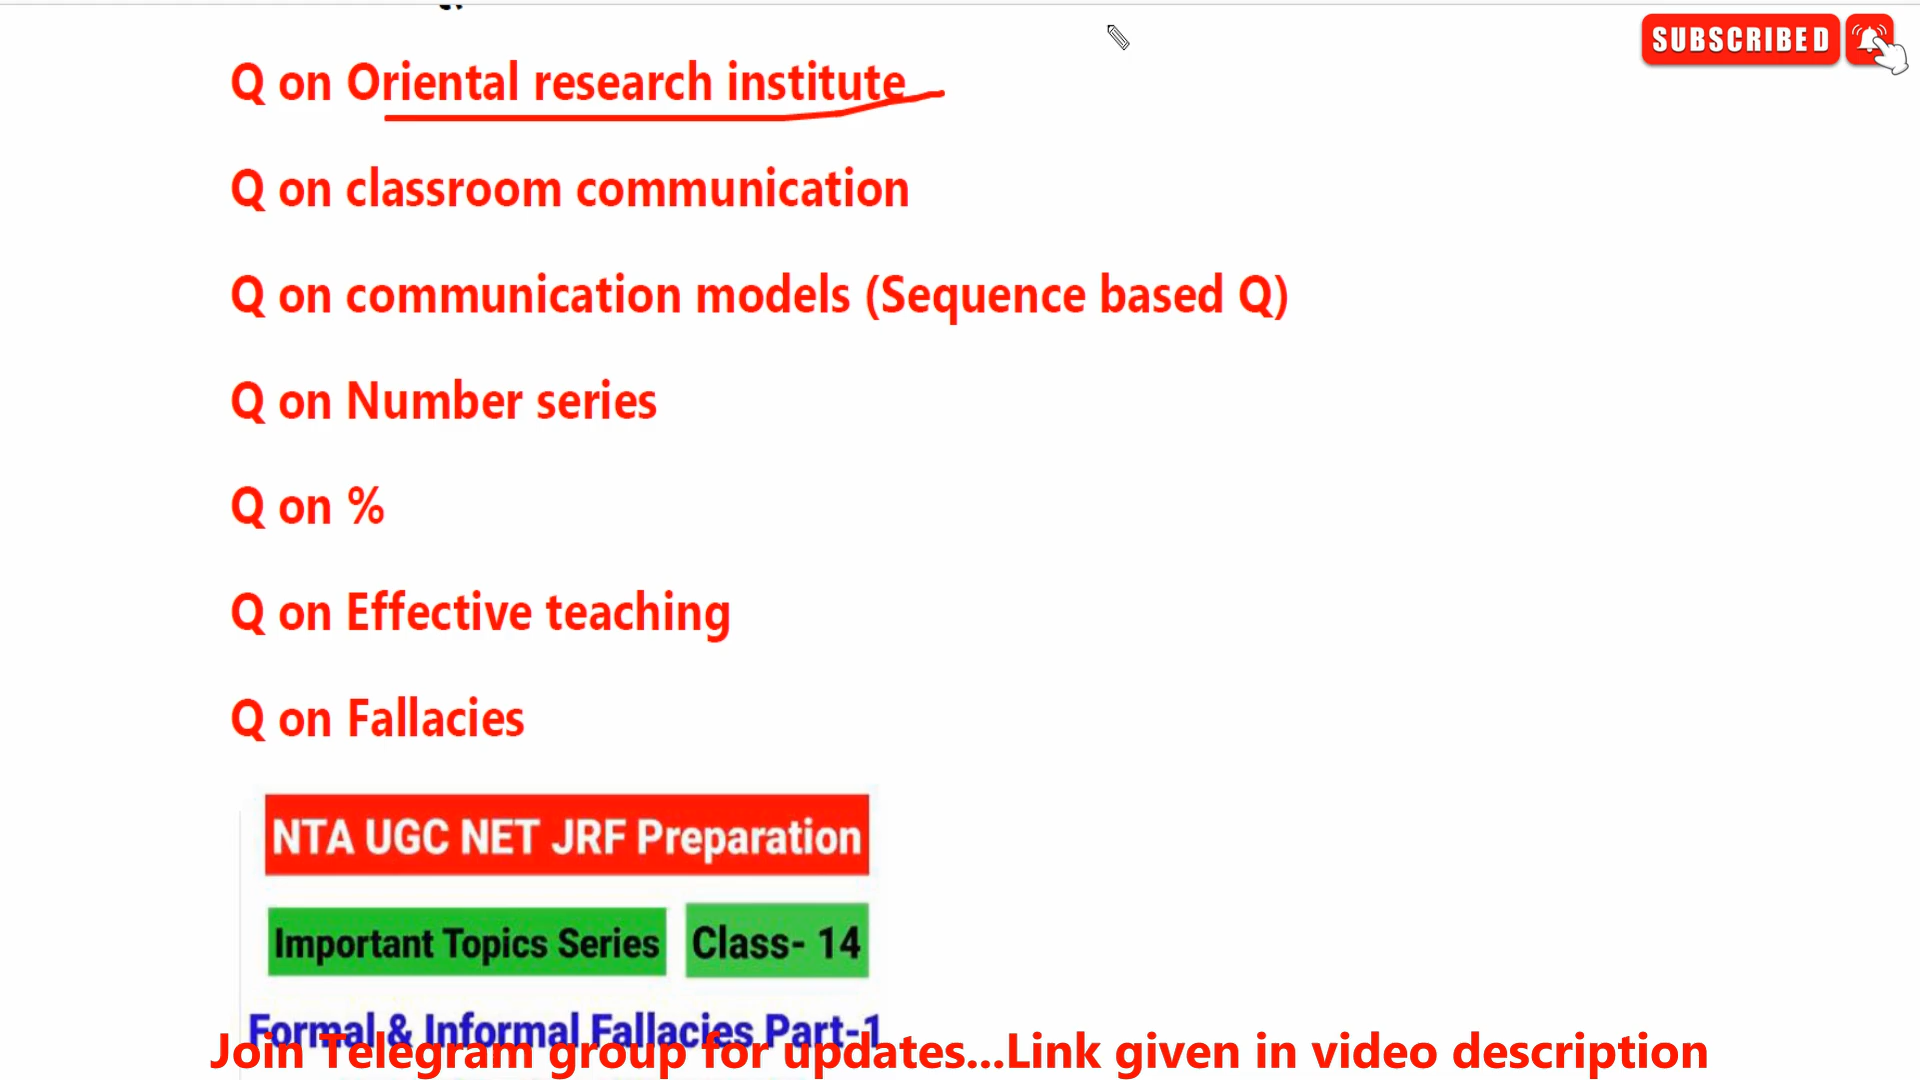 SUBSCRIBED
Q on Oriental research institute
Q on classroom communication
Q on communication models (Sequence based Q)
Q on Number series
Q on %
Q on Effective teaching
Q on Fallacies
NTA UGC NET JRF Preparation
Important Topics Series Class- 14
Formal & Informal Fallacies Part-1
Join Telegram group for updates...Link given in video description